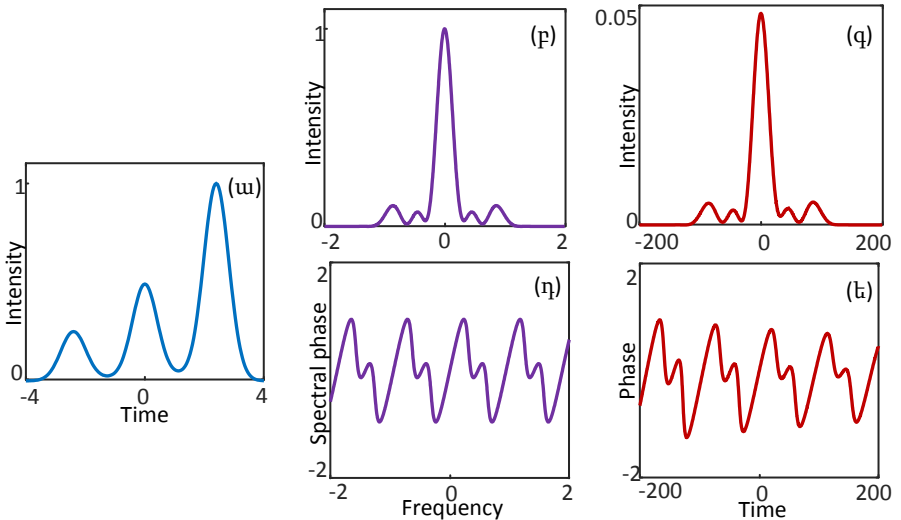 (ա)
1
Intensity
0
-4
0
4
Time
(բ)
1
Intensity
0
-2
0
2
(գ)
0.05
Intensity
0
-200
0
200
(դ)
2
Spectral phase
-2
-2
0
2
Frequency
(ե)
2
Phase
-2
-200
0
200
Time